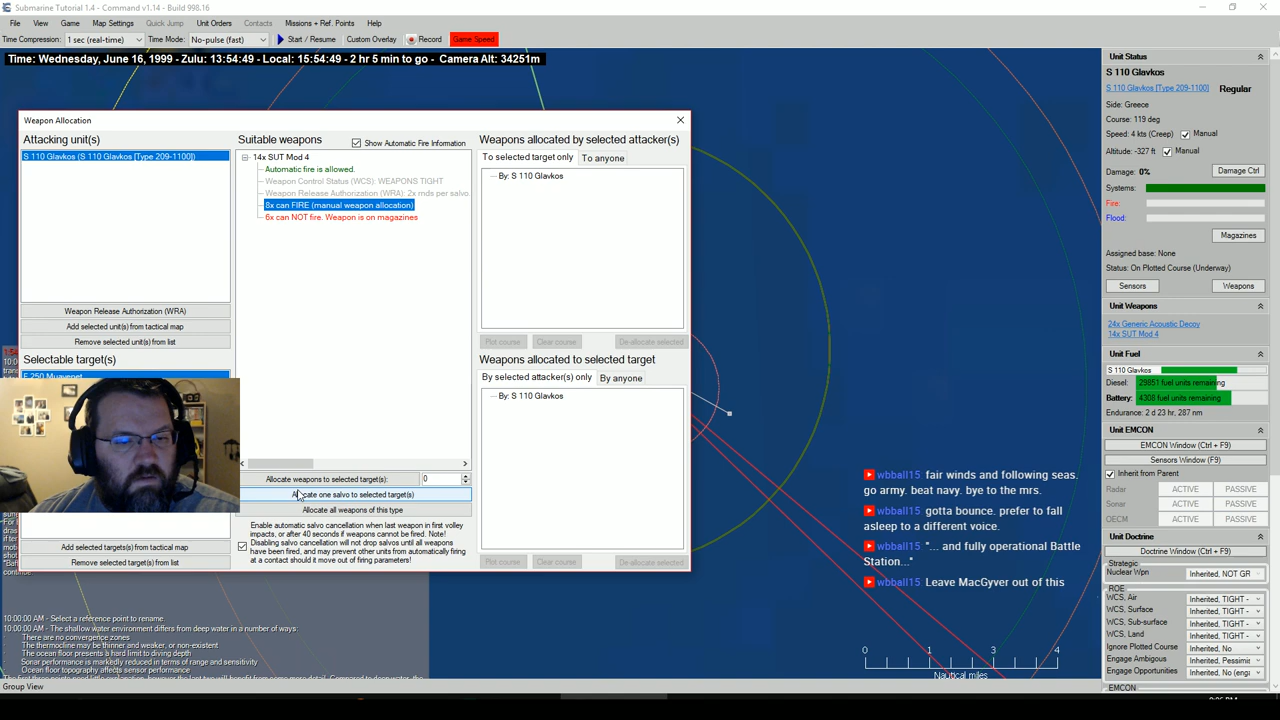 Submarine Tutorial 1.4 - Command v1.14 - Build 998.16
File View Game Map Settings Quick Jump Unit Orders Contacts Missions + Ref. Points Help
Time Compression: 1 sec (real-time) Time Mode: No-pulse (fast) Start / Resume Custom Overlay Record Game Speed
Time: Wednesday, June 16, 1999 - Zulu: 13:54:49 - Local: 15:54:49 - 2 hr 5 min to go - Camera Alt: 34251m
Weapon Allocation
Attacking unit(s)
S 110 Glavkos (S 110 Glavkos [Type 209-1100])
Weapon Release Authorization (WRA)
Add selected unit(s) from tactical map
Remove selected unit(s) from list
Selectable target(s)
F 250 Muavenet
Add selected targets(s) from tactical map
Remove selected target(s) from list
Suitable weapons
Show Automatic Fire Information
14x SUT Mod 4
Automatic fire is allowed.
Weapon Control Status (WCS): WEAPONS TIGHT
Weapon Release Authorization (WRA): 2x rnds per salvo.
8x can FIRE (manual weapon allocation)
6x can NOT fire. Weapon is on magazines
Allocate weapons to selected target(s): 0
cate one salvo to selected target(s)
Allocate all weapons of this type
Enable automatic salvo cancellation when last weapon in first volley
impacts, or after 40 seconds if weapons cannot be fired. Note!
Disabling salvo cancellation will not drop salvos until all weapons
have been fired, and may prevent other units from automatically firing
at a contact should it move out of firing parameters!
Weapons allocated by selected attacker(s)
To selected target only To anyone
By: S 110 Glavkos
Plot course Clear course De-allocate selected
Weapons allocated to selected target
By selected attacker(s) only By anyone
By: S 110 Glavkos
Plot course Clear course De-allocate selected
10:00:00 AM - Select a reference point to rename.
10:00:00 AM - The shallow water environment differs from deep water in a number of ways:
There are no convergence zones
The thermocline may be thinner and weaker, or non-existent
The ocean floor presents a hard limit to diving depth
Sonar performance is markedly reduced in terms of range and sensitivity
Ocean floor topography affects sensor performance
Group View
wbball15 fair winds and following seas.
go army. beat navy. bye to the mrs.
wbball15 gotta bounce. prefer to fall
asleep to a different voice.
wbball15 "... and fully operational Battle
Station..."
wbball15 Leave MacGyver out of this
0 1 3 4
Nautical miles
Unit Status
S 110 Glavkos
S 110 Glavkos [Type 209-1100] Regular
Side: Greece
Course: 119 deg
Speed: 4 kts (Creep) Manual
Altitude: -327 ft Manual
Damage: 0% Damage Ctrl
Systems:
Fire:
Flood:
Magazines
Assigned base: None
Status: On Plotted Course (Underway)
Sensors Weapons
Unit Weapons
24x Generic Acoustic Decoy
14x SUT Mod 4
Unit Fuel
S 110 Glavkos
Diesel: 29851 fuel units remaining
Battery: 4308 fuel units remaining
Endurance: 2 d 23 hr, 287 nm
Unit EMCON
EMCON Window (Ctrl + F9)
Sensors Window (F9)
Inherit from Parent
Radar ACTIVE PASSIVE
Sonar ACTIVE PASSIVE
OECM ACTIVE PASSIVE
Unit Doctrine
Doctrine Window (Ctrl + F9)
Strategic
Nuclear Wpn Inherited, NOT GR
ROE
WCS, Air Inherited, TIGHT -
WCS, Surface Inherited, TIGHT -
WCS, Sub-surface Inherited, TIGHT -
WCS, Land Inherited, TIGHT -
Ignore Plotted Course Inherited, No
Engage Ambiguous Inherited, Pessimi
Engage Opportunities Inherited, No (eng
EMCON